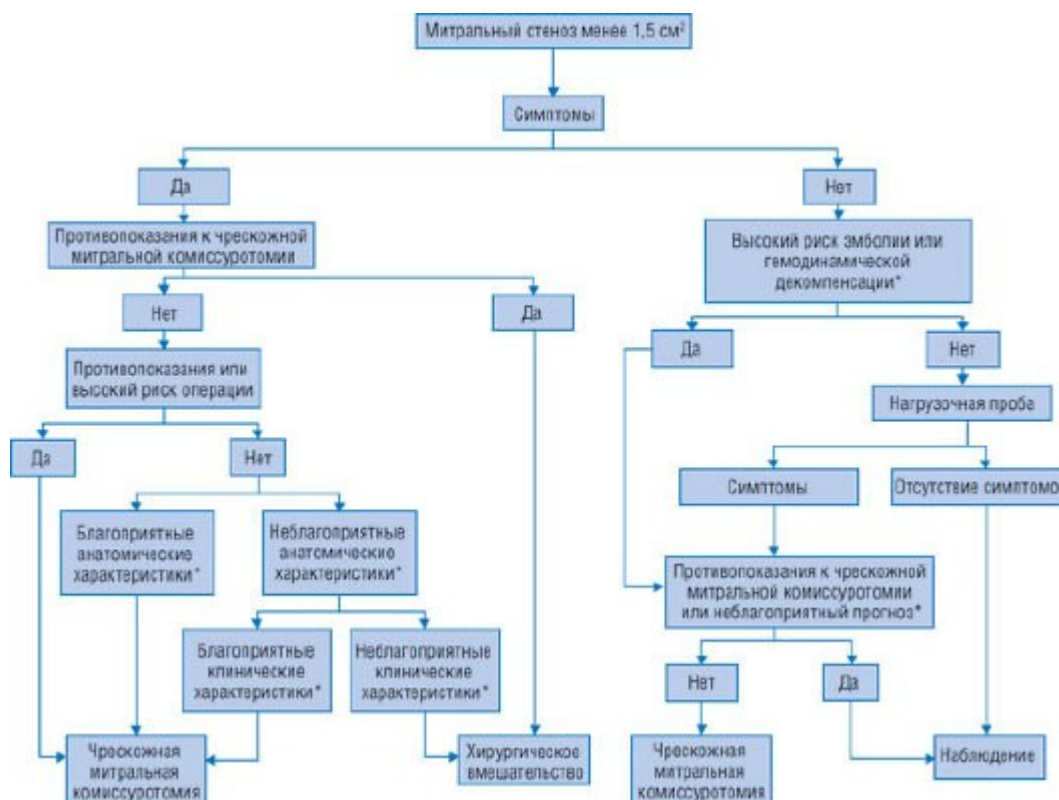 Митральный стеноз менее 1,5 см²
Симптомы
Да
Нет
Противопоказания к чрескожной
митральной комиссуротомии
Высокий риск эмболии или
гемодинамической
декомпенсации*
Нет
Да
Да
Нет
Противопоказания или
высокий риск операции
Нагрузочная проба
Да
Нет
Симптомы
Отсутствие симптомо
Благоприятные
анатомические
характеристики*
Неблагоприятные
анатомические
характеристики*
Противопоказания к чрескожной
митральной комиссуротомии
или неблагоприятный прогноз*
Благоприятные
клинические
характеристики*
Неблагоприятные
клинические
характеристики*
Нет
Да
Чрескожная
митральная
комиссуротомия
Хирургическое
вмешательство
Чрескожная
митральная
комиссуротомия
Наблюдение